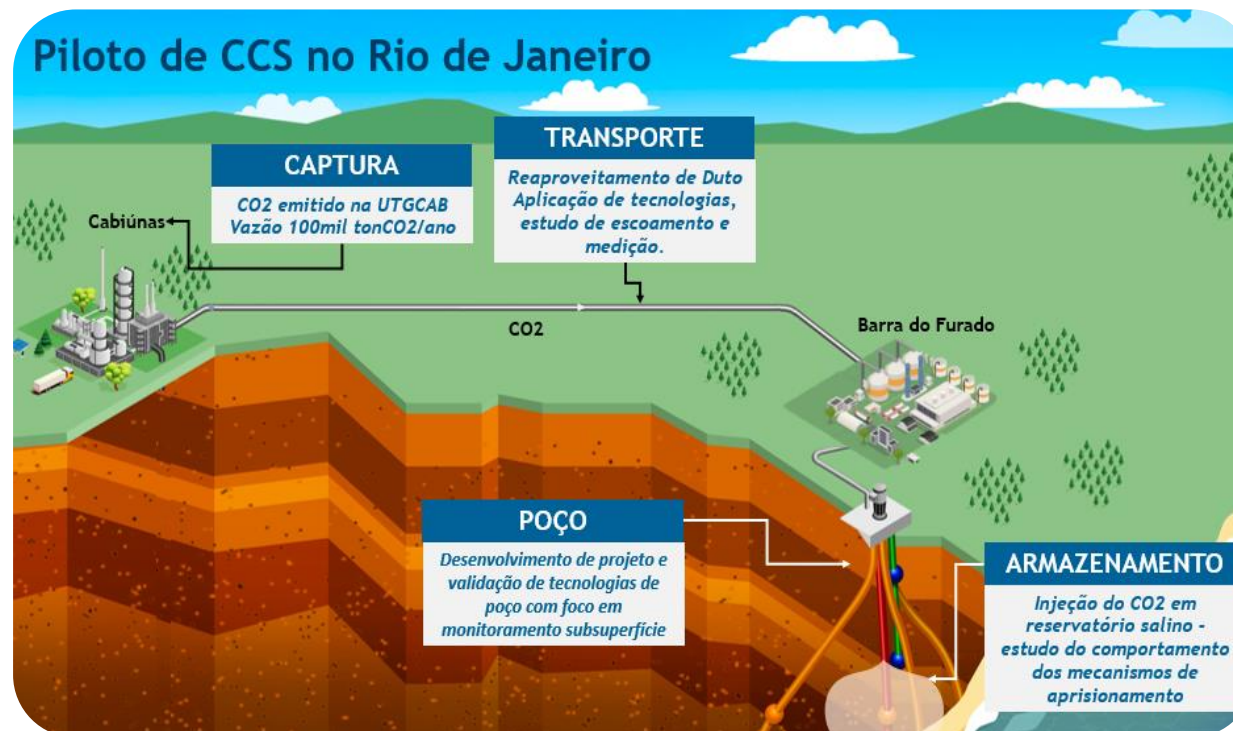 Piloto de CCS no Rio de Janeiro
TRANSPORTE
Reaproveitamento de Duto
Aplicação de tecnologias,
estudo de escoamento e
medição.
CAPTURA
CO2 emitido na UTGCAB
Vazão 100mil tonCO2/ano
Cabiúnas
CO2
Barra do Furado
POÇO
Desenvolvimento de projeto e
validação de tecnologias de
poço com foco em
monitoramento subsuperfície
ARMAZENAMENTO
Injeção do CO2 em
reservatório salino -
estudo do comportamento
dos mecanismos de
aprisionamento